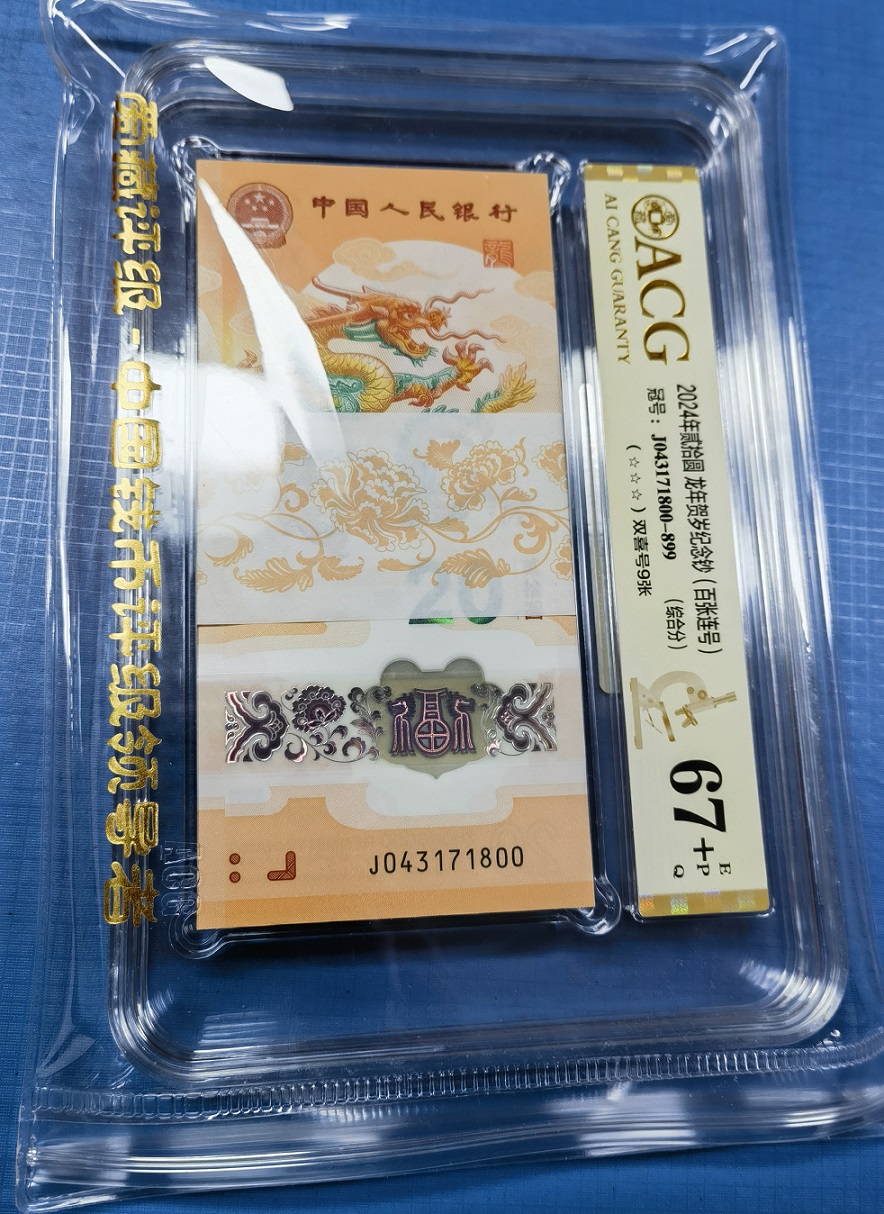 爱藏评级-中国钱币评级领导者
中国人民银行
龍
20
J043171800
ACG
ACG
AI CANG GUARANTY
2024年贰拾圆 龙年贺岁纪念钞（百张连号）
冠号：J043171800-899
（综合分）
（☆☆☆）双喜号9张
67+
E
P
Q